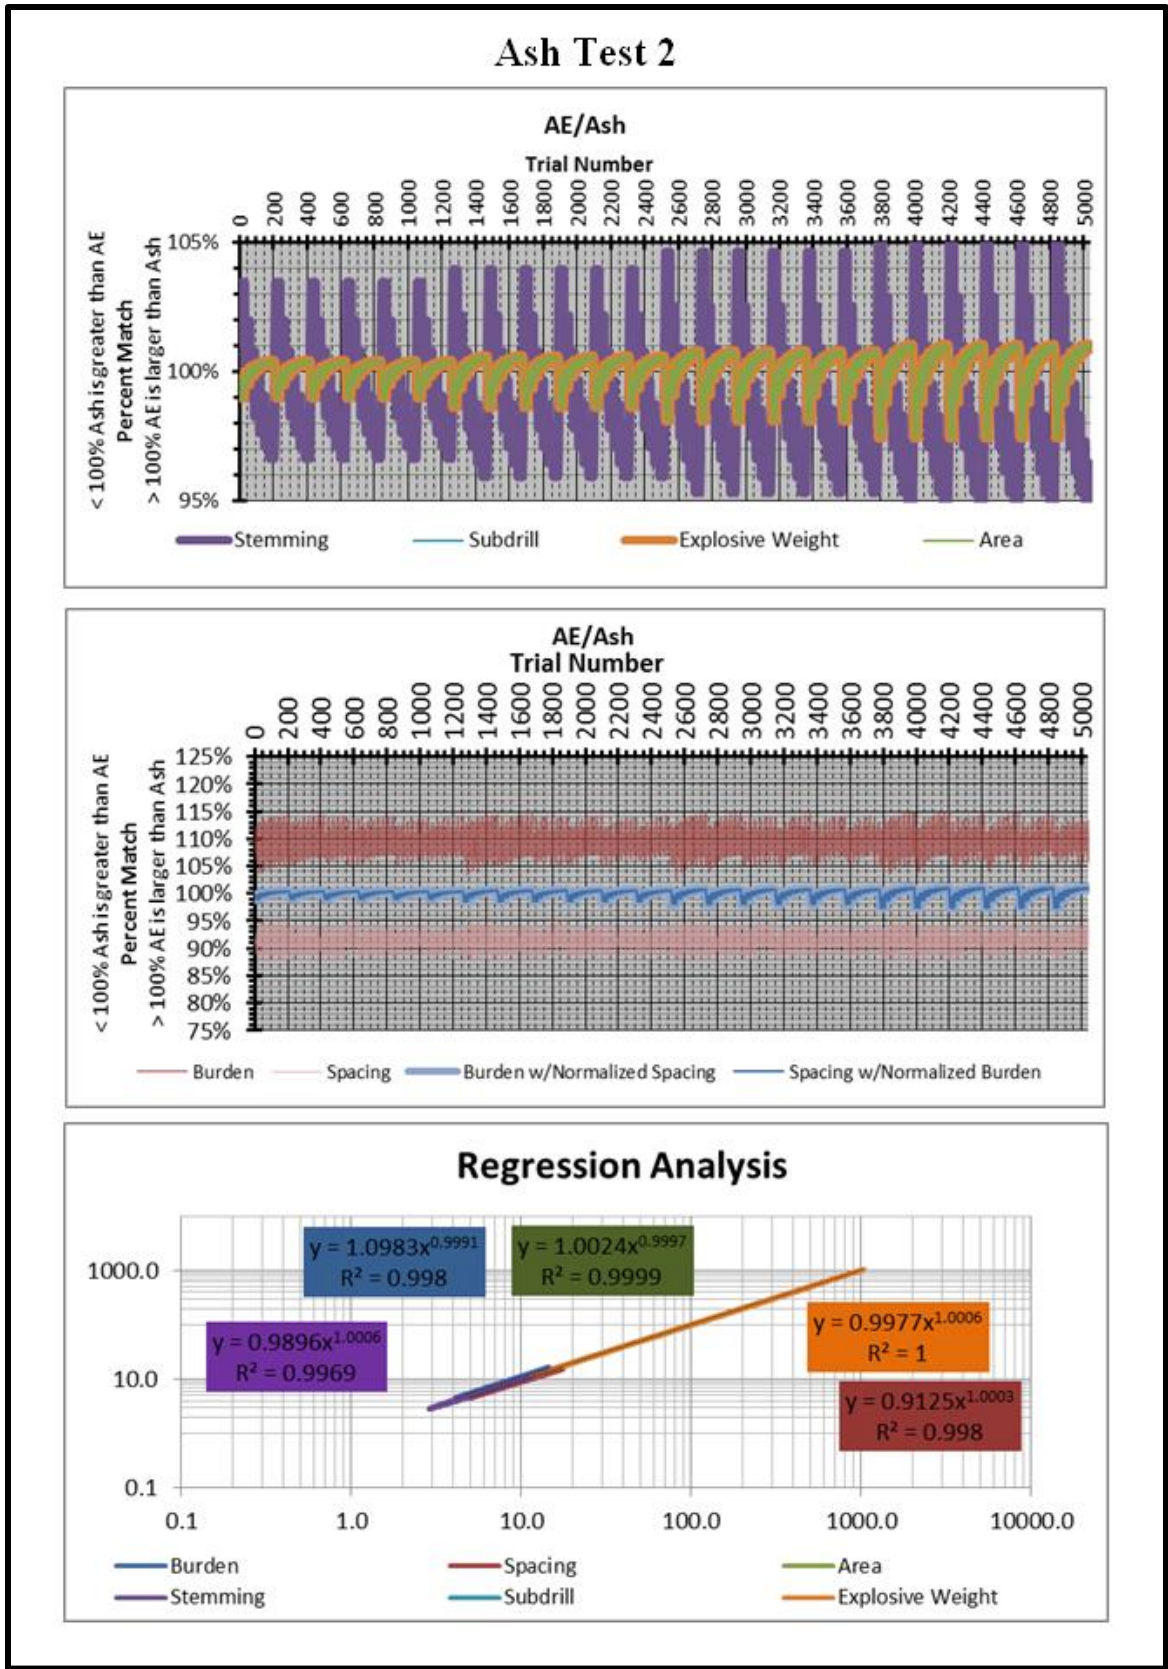 Ash Test 2
AE/Ash
Trial Number
0 200 400 600 800 1000 1200 1400 1600 1800 2000 2200 2400 2600 2800 3000 3200 3400 3600 3800 4000 4200 4400 4600 4800 5000
<100% Ash is greater than AE
Percent Match
> 100% AE is larger than Ash
105%
100%
95%
Stemming Subdrill Explosive Weight Area
AE/Ash
Trial Number
0 200 400 600 800 1000 1200 1400 1600 1800 2000 2200 2400 2600 2800 3000 3200 3400 3600 3800 4000 4200 4400 4600 4800 5000
<100% Ash is greater than AE
Percent Match
> 100% AE is larger than Ash
125%
120%
115%
110%
105%
100%
95%
90%
85%
80%
75%
Burden Spacing Burden w/Normalized Spacing Spacing w/Normalized Burden
Regression Analysis
y = 1.0983x^0.9991
R² = 0.998
y = 1.0024x^0.9997
R² = 0.9999
y = 0.9896x^1.0006
R² = 0.9969
y = 0.9977x^1.0006
R² = 1
y = 0.9125x^1.0003
R² = 0.998
1000.0
10.0
0.1
0.1 1.0 10.0 100.0 1000.0 10000.0
Burden Spacing Area
Stemming Subdrill Explosive Weight